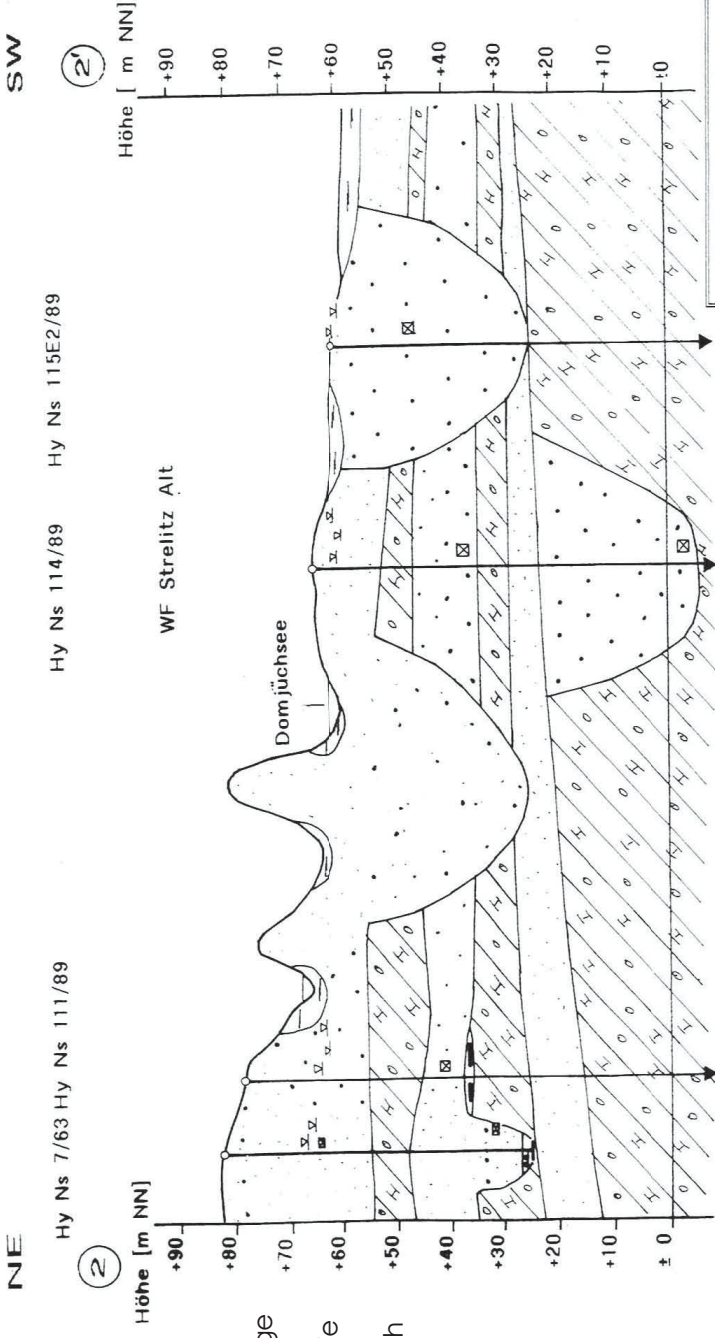 NE
SW
Hy Ns 7/63 Hy Ns 111/89
Hy Ns 114/89
Hy Ns 115E2/89
2
2'
Höhe [m NN]
Höhe [ m NN]
WF Strelitz Alt
Domjüchsee
+90
+80
+70
+60
+50
+40
+30
+20
+10
± 0
+90
+80
+70
+60
+50
+40
+30
+20
+10
±0
ge
e
h